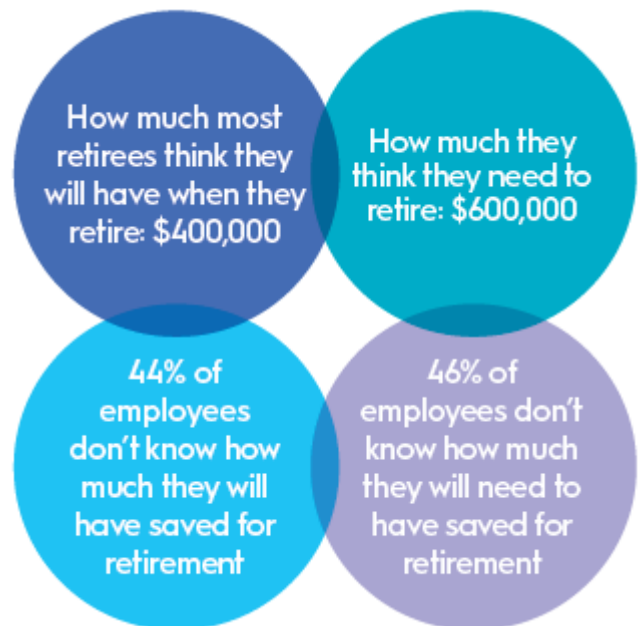 How much most
retirees think they
will have when they
retire: $400,000
How much they
think they need to
retire: $600,000
44% of
employees
don't know how
much they will
have saved for
retirement
46% of
employees don't
know how much
they will need to
have saved for
retirement